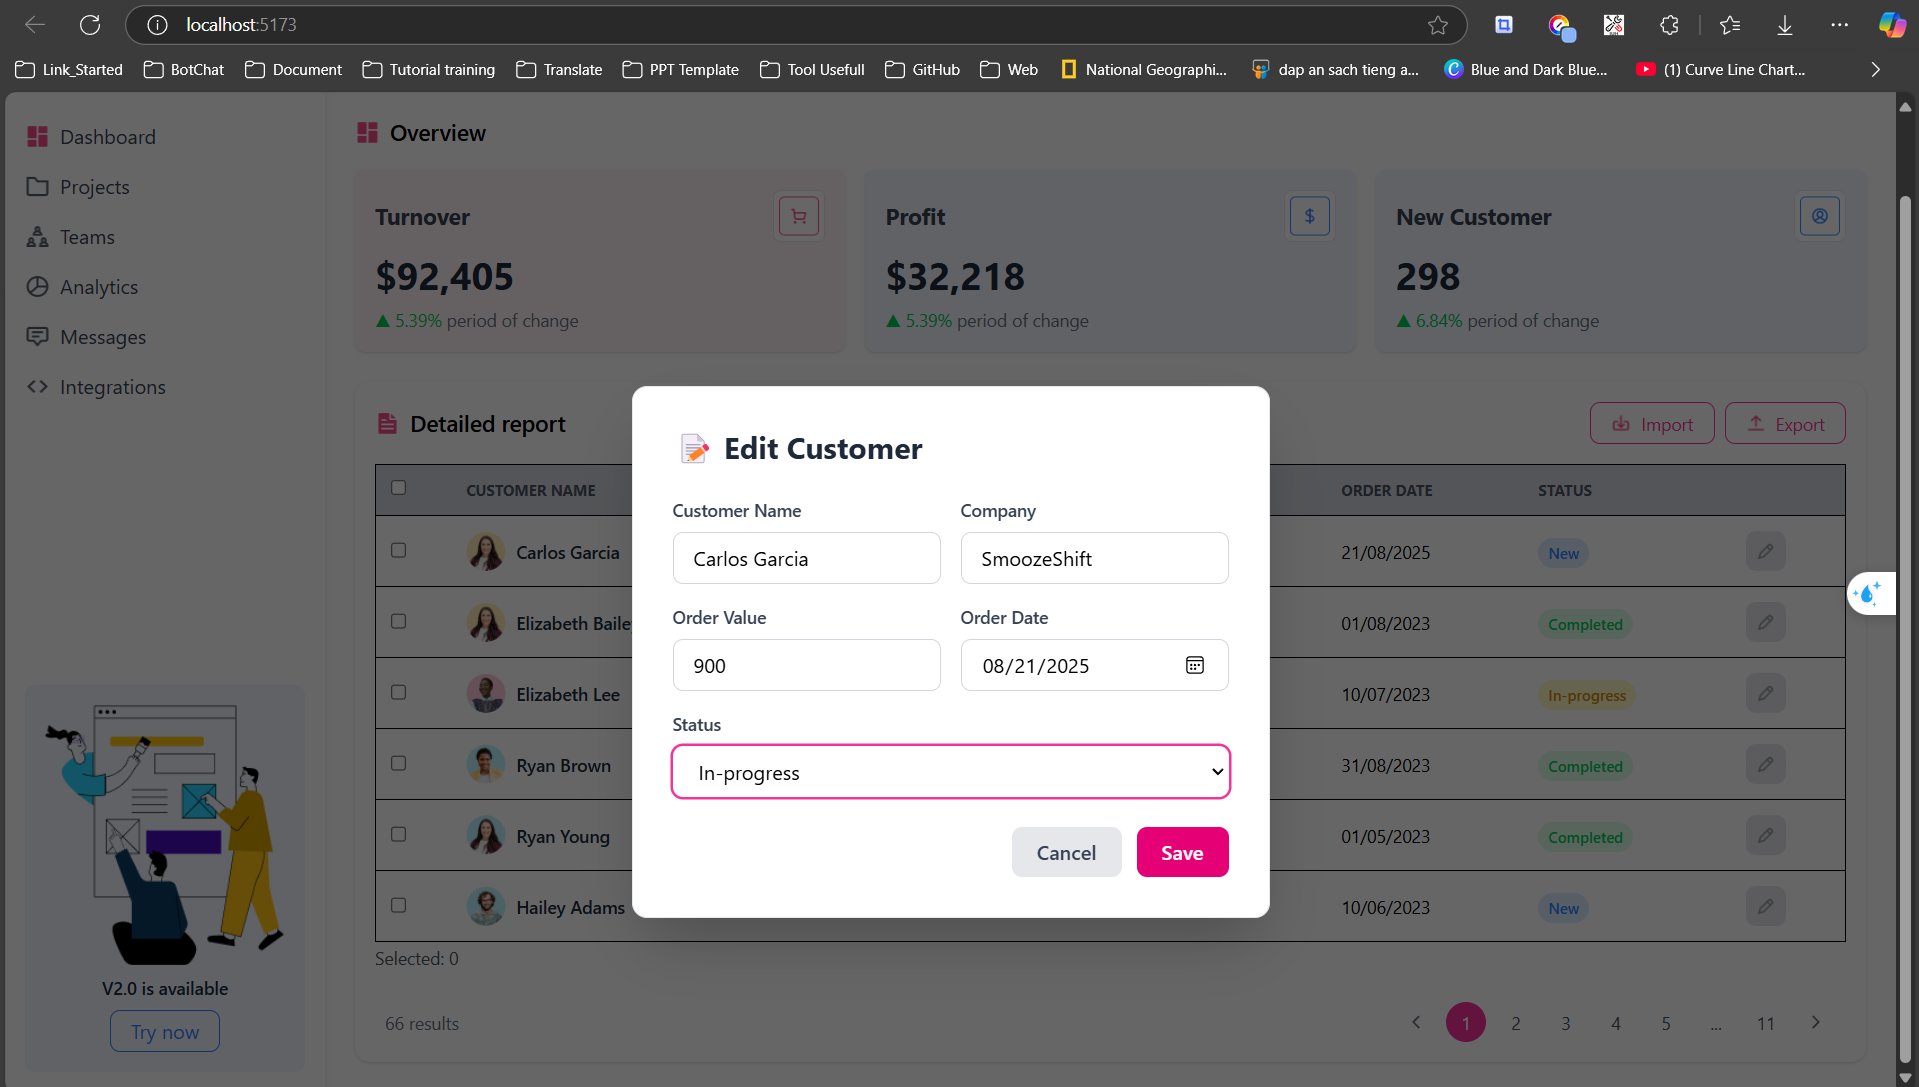 localhost:5173
Link_Started BotChat Document Tutorial training Translate PPT Template Tool Usefull GitHub Web National Geographi... dap an sach tieng a... Blue and Dark Blue... (1) Curve Line Chart...
Dashboard
Projects
Teams
Analytics
Messages
Integrations
V2.0 is available
Try now
Overview
Turnover
$92,405
▲ 5.39% period of change
Profit
$
$32,218
▲ 5.39% period of change
New Customer
298
▲ 6.84% period of change
Detailed report
Import Export
CUSTOMER NAME ORDER DATE STATUS
Carlos Garcia 21/08/2025 New
Elizabeth Baile 01/08/2023 Completed
Elizabeth Lee 10/07/2023 In-progress
Ryan Brown 31/08/2023 Completed
Ryan Young 01/05/2023 Completed
Hailey Adams 10/06/2023 New
Selected: 0
66 results
1 2 3 4 5 ... 11
Edit Customer
Customer Name Company
Carlos Garcia SmoozeShift
Order Value Order Date
900 08/21/2025
Status
In-progress
Cancel Save